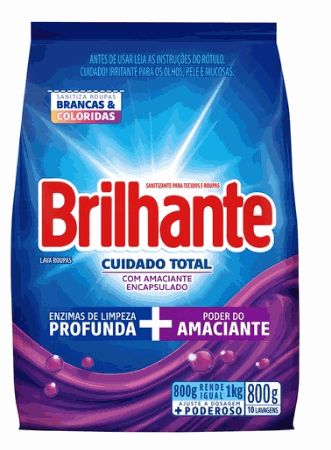 ANTES DE USAR LEIA AS INSTRUÇÕES DO RÓTULO.
CUIDADO! IRRITANTE PARA OS OLHOS, PELE E MUCOSAS.
SANITIZA ROUPAS
BRANCAS &
COLORIDAS
SANITIZANTE PARA TECIDOS E ROUPAS
Brilhante
LAVA ROUPAS
CUIDADO TOTAL
COM AMACIANTE
ENCAPSULADO
ENZIMAS DE LIMPEZA
PROFUNDA
+
PODER DO
AMACIANTE
800g RENDE IGUAL 1kg
AJUSTE A DOSAGEM
+ PODEROSO
800g
10 LAVAGENS